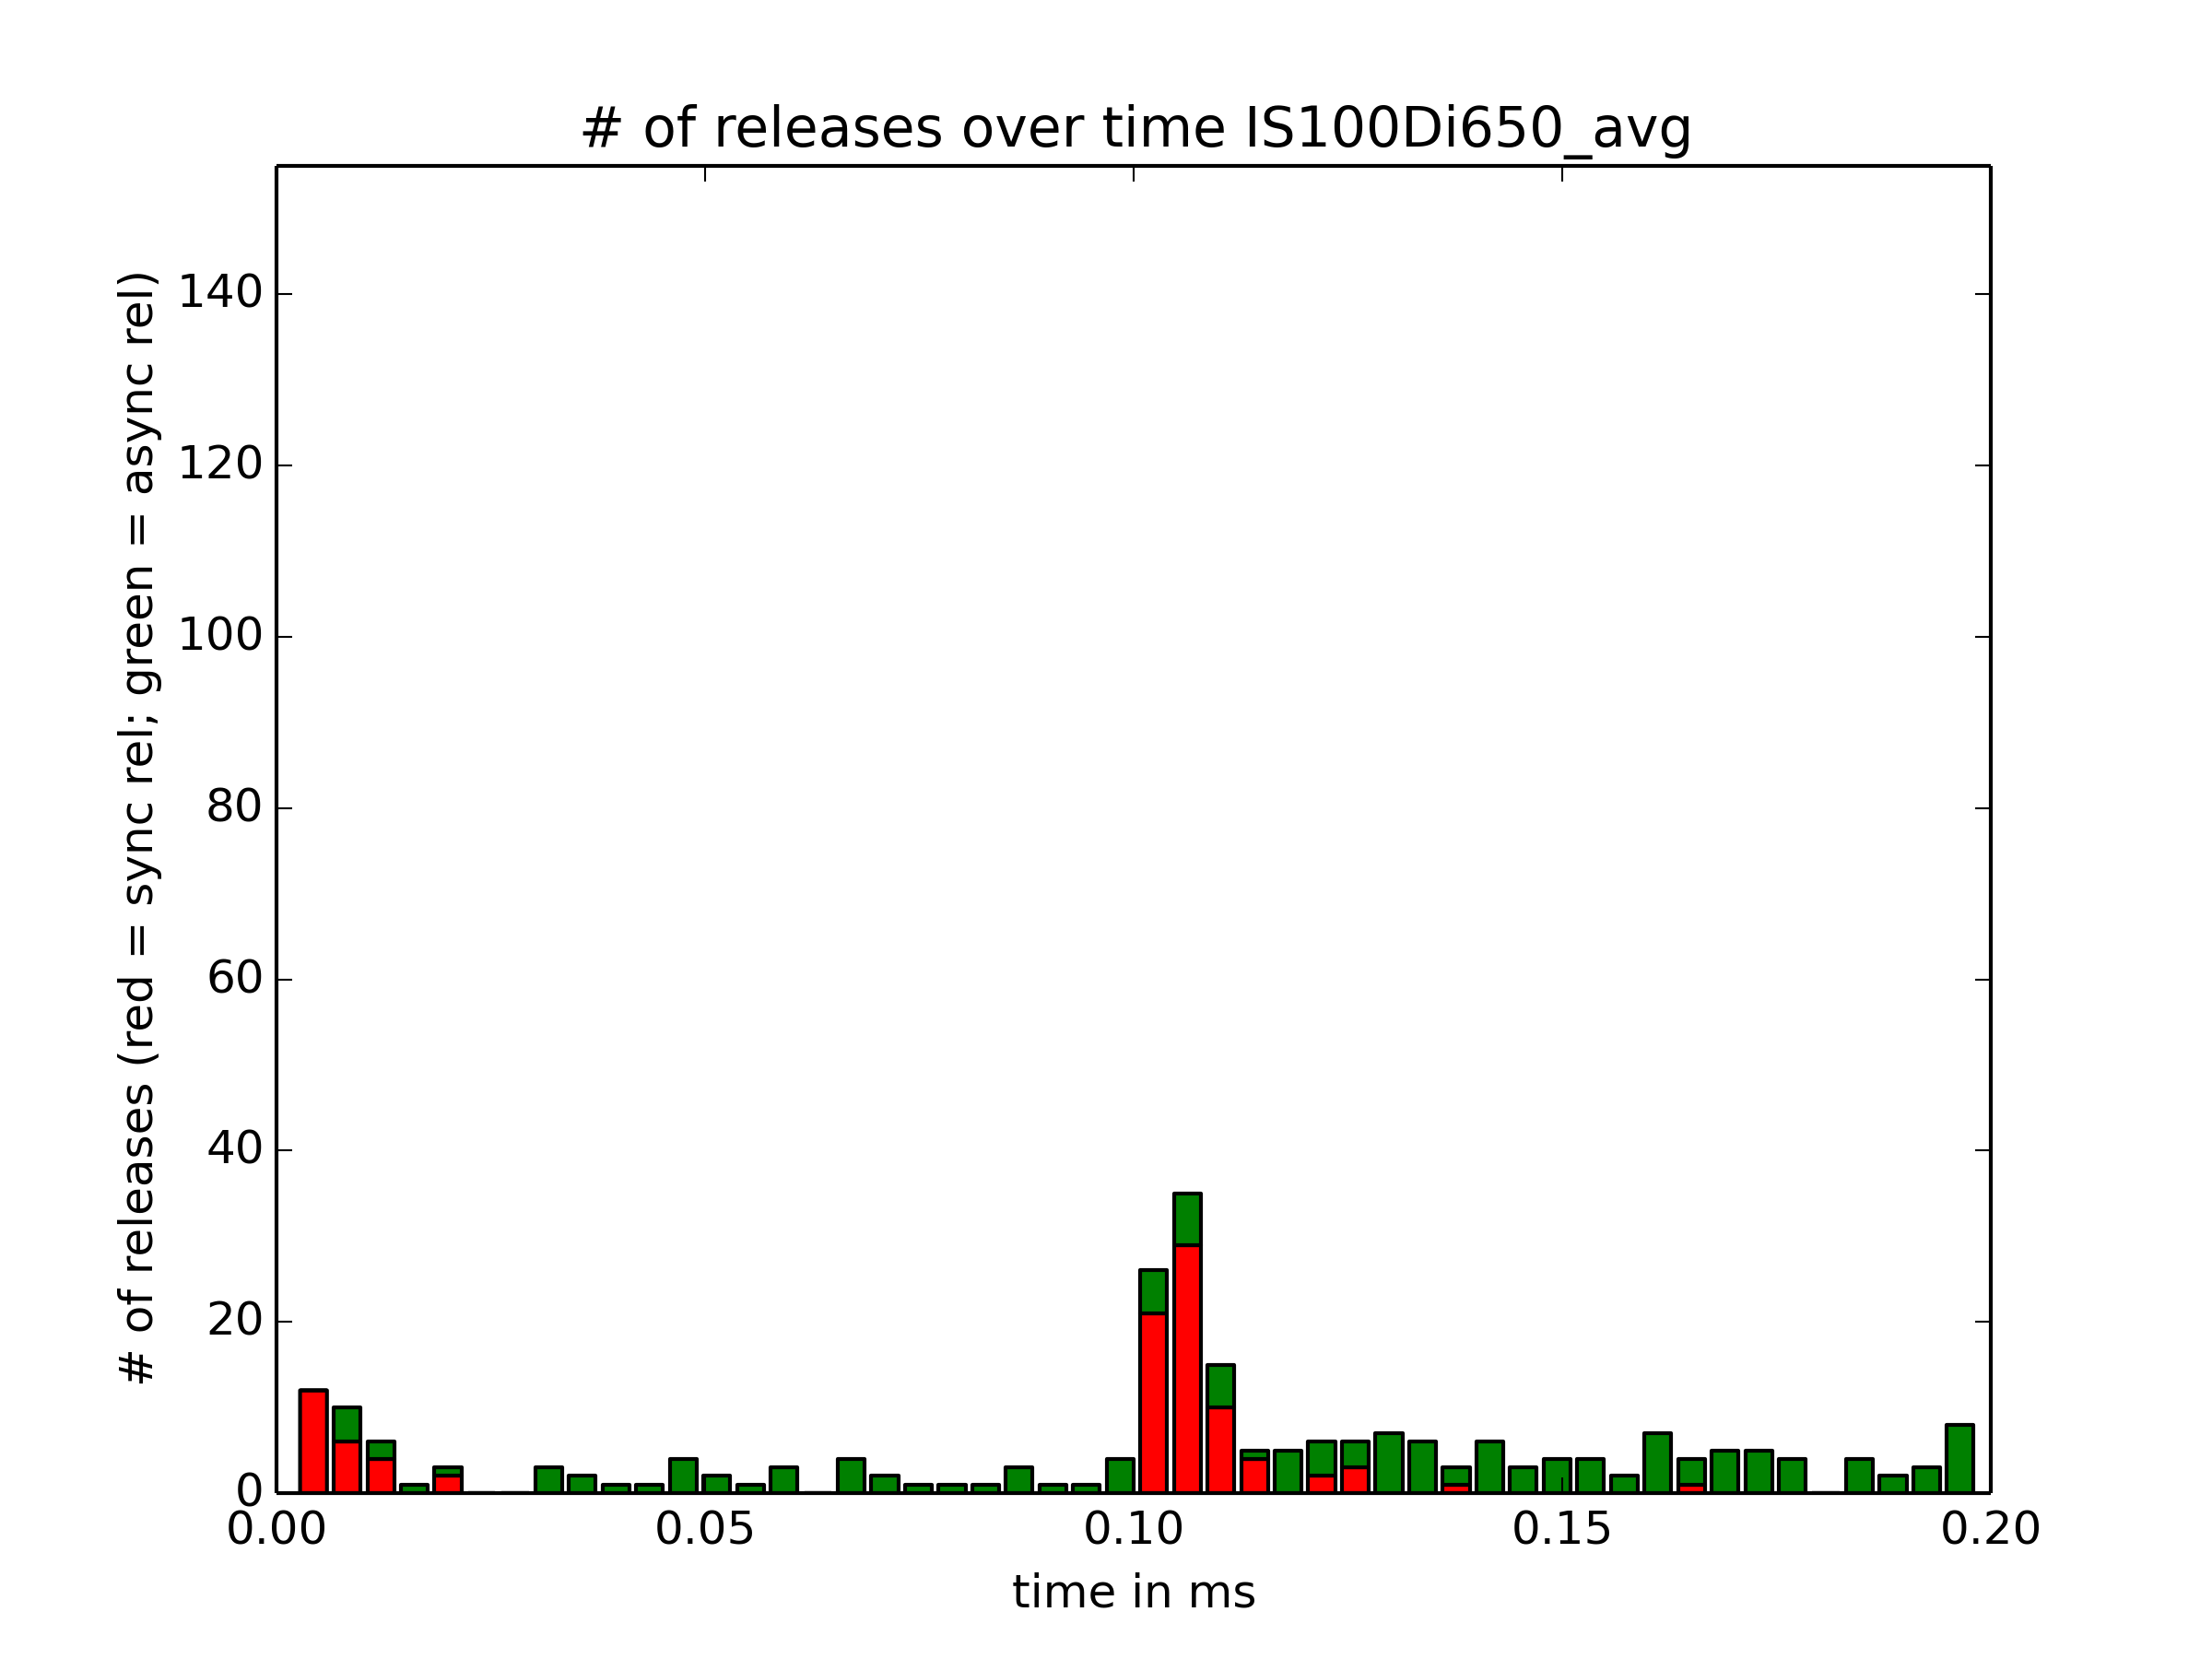 # of releases over time IS100Di650_avg
# of releases (red = sync rel; green = async rel)
140
120
100
80
60
40
20
0
0.00 0.05 0.10 0.15 0.20
time in ms